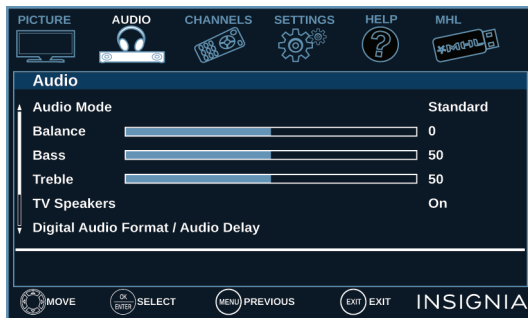 PICTURE AUDIO CHANNELS SETTINGS HELP MHL
MHL
Audio
Audio Mode Standard
Balance 0
Bass 50
Treble 50
TV Speakers On
Digital Audio Format / Audio Delay
OK ENTER MENU EXIT
MOVE SELECT PREVIOUS EXIT INSIGNIA